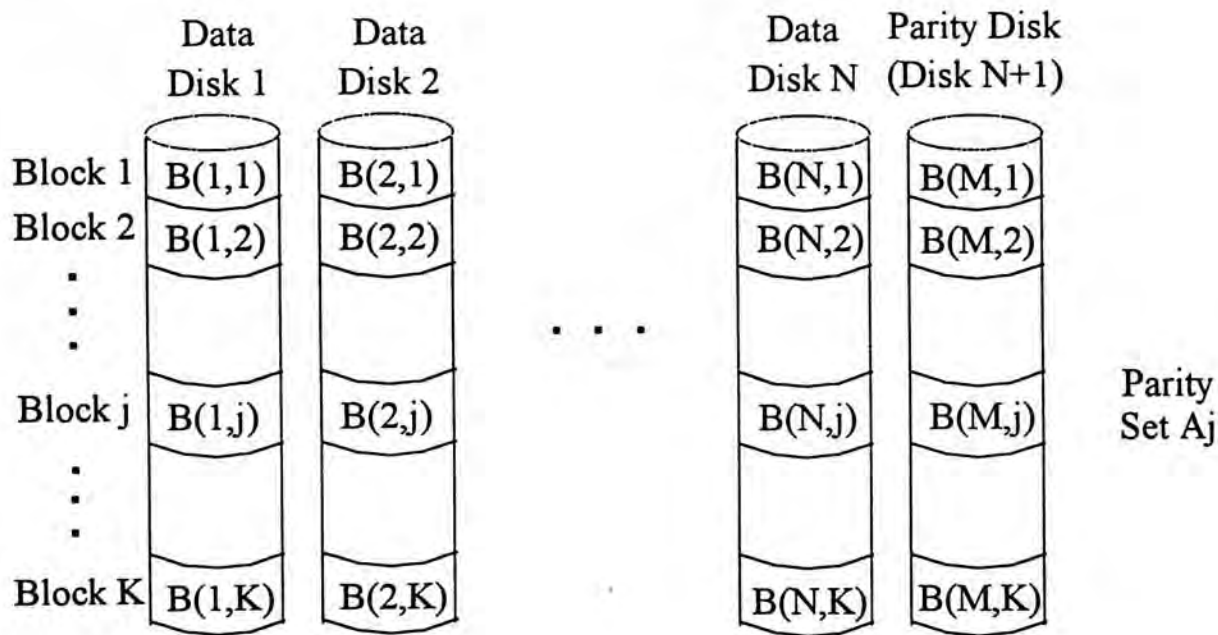 Data Data Data Parity Disk
Disk 1 Disk 2 Disk N (Disk N+1)
Block 1 B(1,1) B(2,1) B(N,1) B(M,1)
Block 2 B(1,2) B(2,2) B(N,2) B(M,2)
. . .
Block j B(1,j) B(2,j) B(N,j) B(M,j)
Parity
Set Aj
Block K B(1,K) B(2,K) B(N,K) B(M,K)